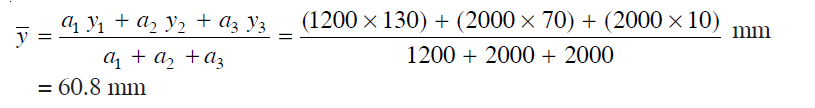 y̅ = (a₁ y₁ + a₂ y₂ + a₃ y₃) / (a₁ + a₂ + a₃) = ((1200 × 130) + (2000 × 70) + (2000 × 10)) / (1200 + 2000 + 2000) mm
= 60.8 mm